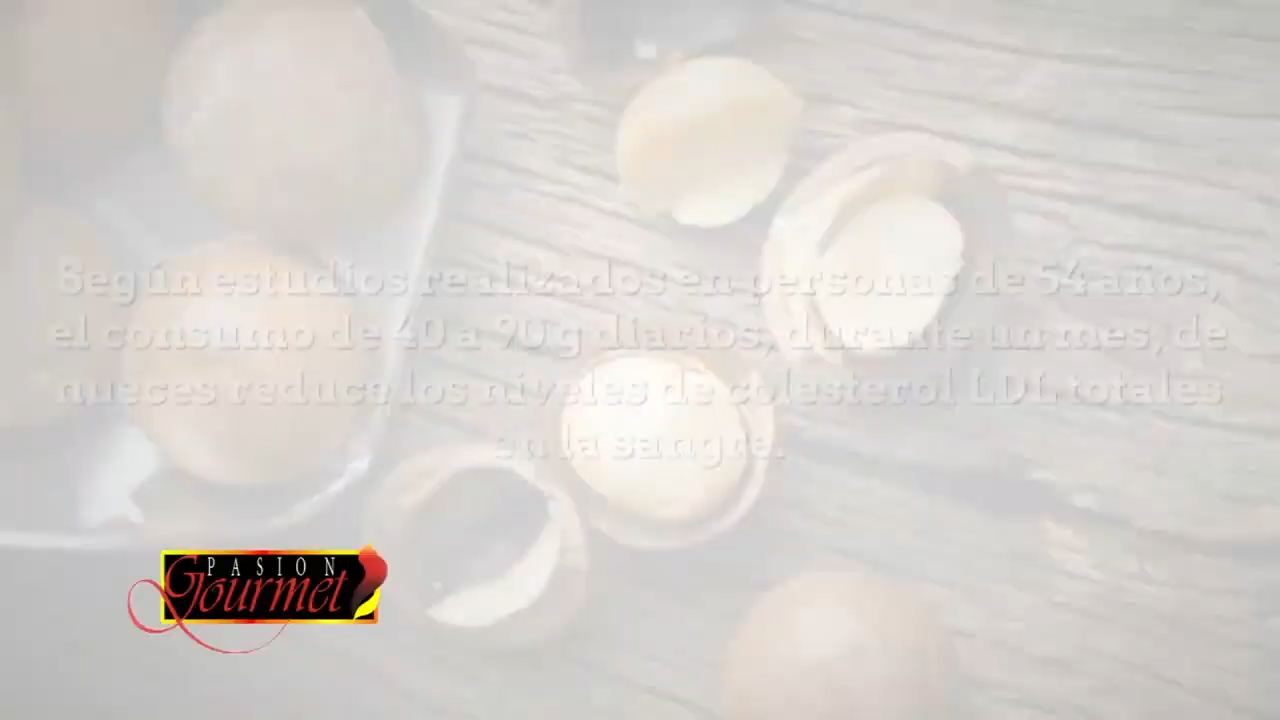 Según estudios realizados en personas de 54 años,
el consumo de 40 a 90 g diarios, durante un mes, de
nueces reduce los niveles de colesterol LDL totales
en la sangre.
PASION
Gourmet